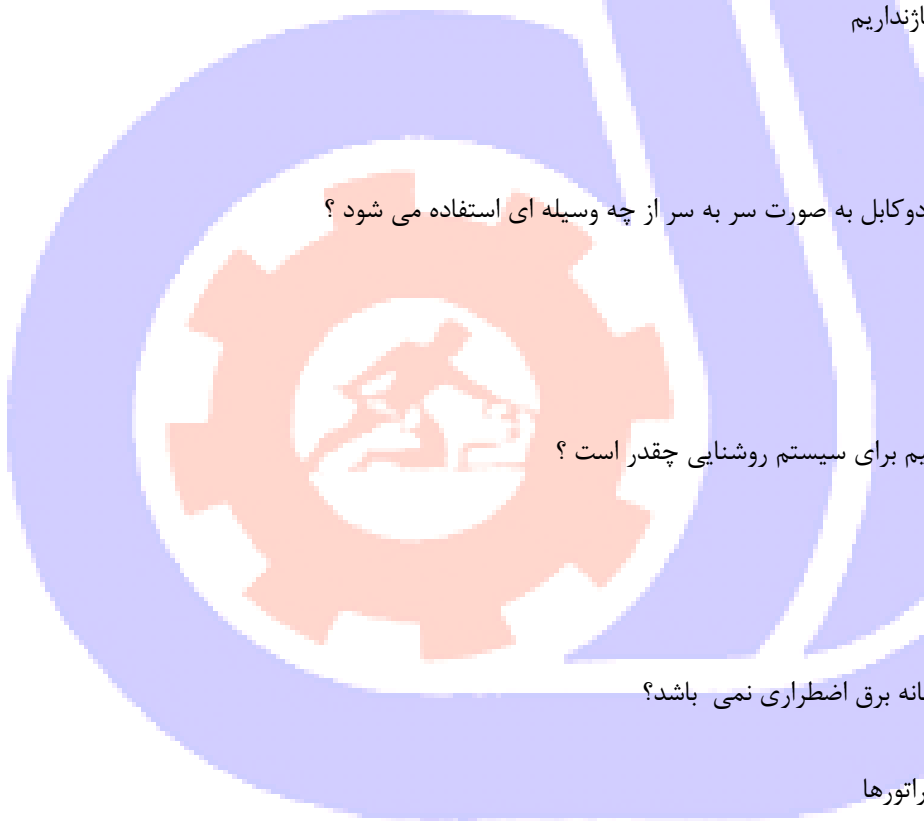 اژنداریم
دوکابل به صورت سر به سر از چه وسیله ای استفاده می شود ؟
یم برای سیستم روشنایی چقدر است ؟
انه برق اضطراری نمی باشد؟
راتورها